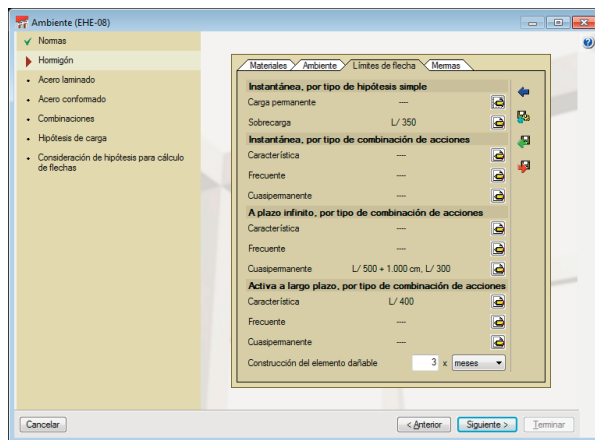 Ambiente (EHE-08)
Normas
Hormigón
Acero laminado
Acero conformado
Combinaciones
Hipótesis de carga
Consideración de hipótesis para cálculo
de flechas
Materiales Ambiente Límites de flecha Mermas
Instantánea, por tipo de hipótesis simple
Carga permanente ----
Sobrecarga L/ 350
Instantánea, por tipo de combinación de acciones
Característica ----
Frecuente ----
Cuasipermanente ----
A plazo infinito, por tipo de combinación de acciones
Característica ----
Frecuente ----
Cuasipermanente L/ 500 + 1.000 cm, L/ 300
Activa a largo plazo, por tipo de combinación de acciones
Característica L/ 400
Frecuente ----
Cuasipermanente ----
Construcción del elemento dañable 3 x meses
Cancelar < Anterior Siguiente > Terminar